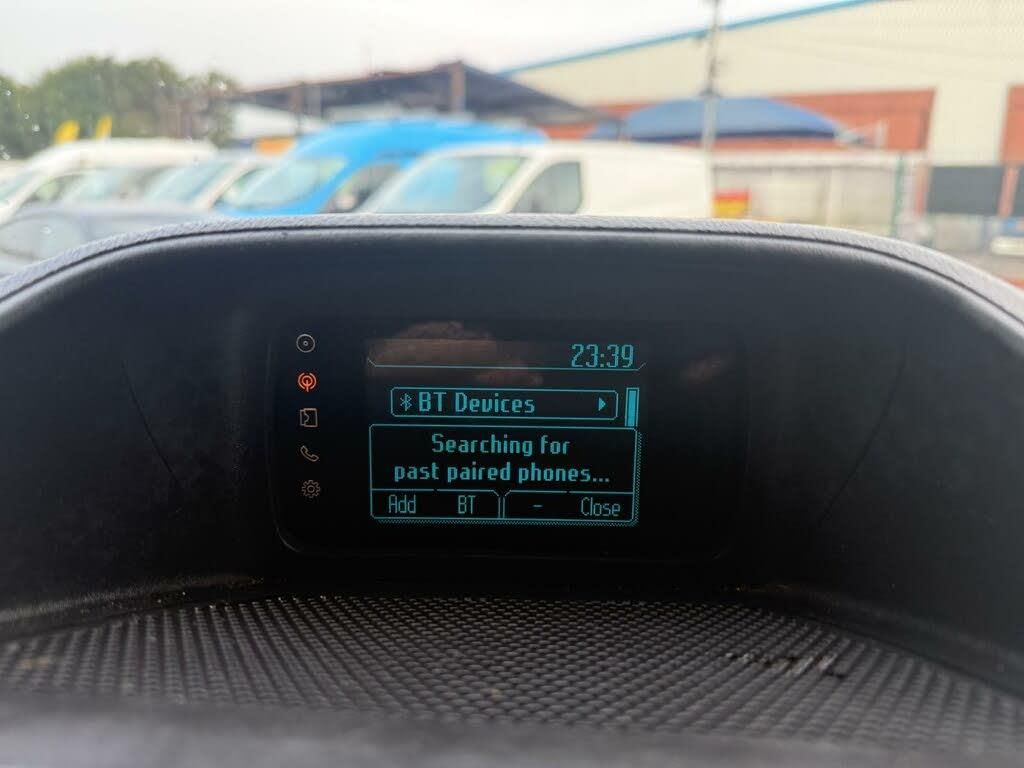 23:39
BT Devices
Searching for
past paired phones...
Add BT - Close